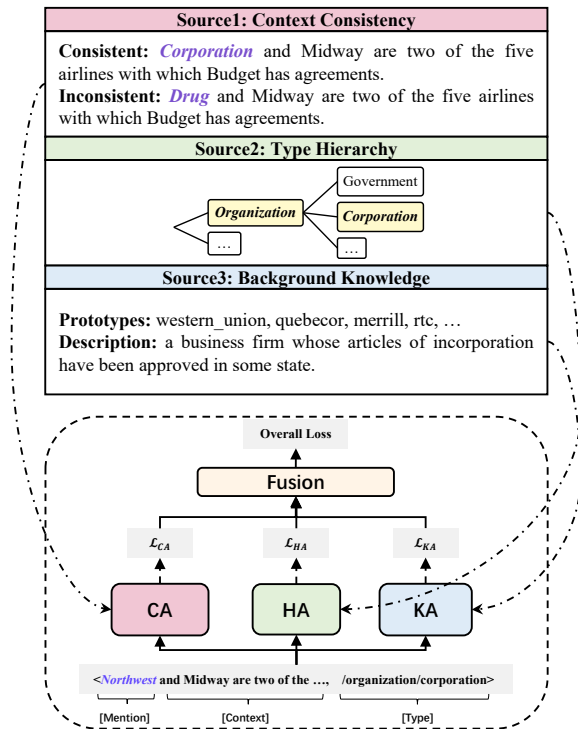 Source1: Context Consistency
Consistent: Corporation and Midway are two of the five
airlines with which Budget has agreements.
Inconsistent: Drug and Midway are two of the five airlines
with which Budget has agreements.
Source2: Type Hierarchy
Government
Organization
Corporation
...
...
Source3: Background Knowledge
Prototypes: western_union, quebecor, merrill, rtc, …
Description: a business firm whose articles of incorporation
have been approved in some state.
Overall Loss
Fusion
ℒCA
ℒHA
ℒKA
CA
HA
KA
<Northwest and Midway are two of the …, /organization/corporation>
[Mention]
[Context]
[Type]